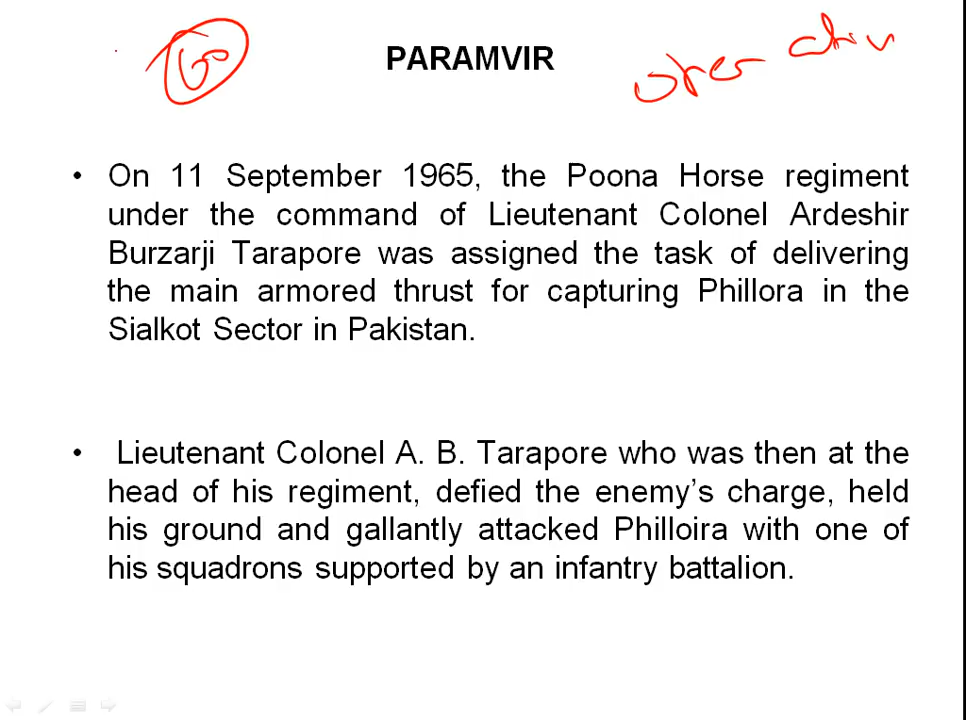 PARAMVIR
• On 11 September 1965, the Poona Horse regiment
under the command of Lieutenant Colonel Ardeshir
Burzarji Tarapore was assigned the task of delivering
the main armored thrust for capturing Phillora in the
Sialkot Sector in Pakistan.
• Lieutenant Colonel A. B. Tarapore who was then at the
head of his regiment, defied the enemy’s charge, held
his ground and gallantly attacked Philloira with one of
his squadrons supported by an infantry battalion.